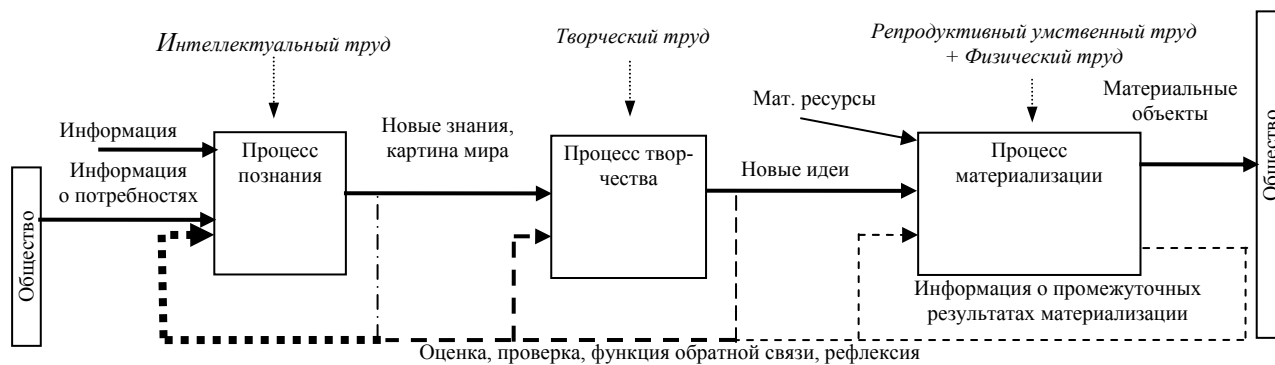 Интеллектуальный труд
Творческий труд
Репродуктивный умственный труд
+ Физический труд
Информация
Информация
о потребностях
Общество
Процесс
познания
Новые знания,
картина мира
Процесс твор-
чества
Новые идеи
Мат. ресурсы
Процесс
материализации
Материальные
объекты
Общество
Информация о промежуточных
результатах материализации
Оценка, проверка, функция обратной связи, рефлексия